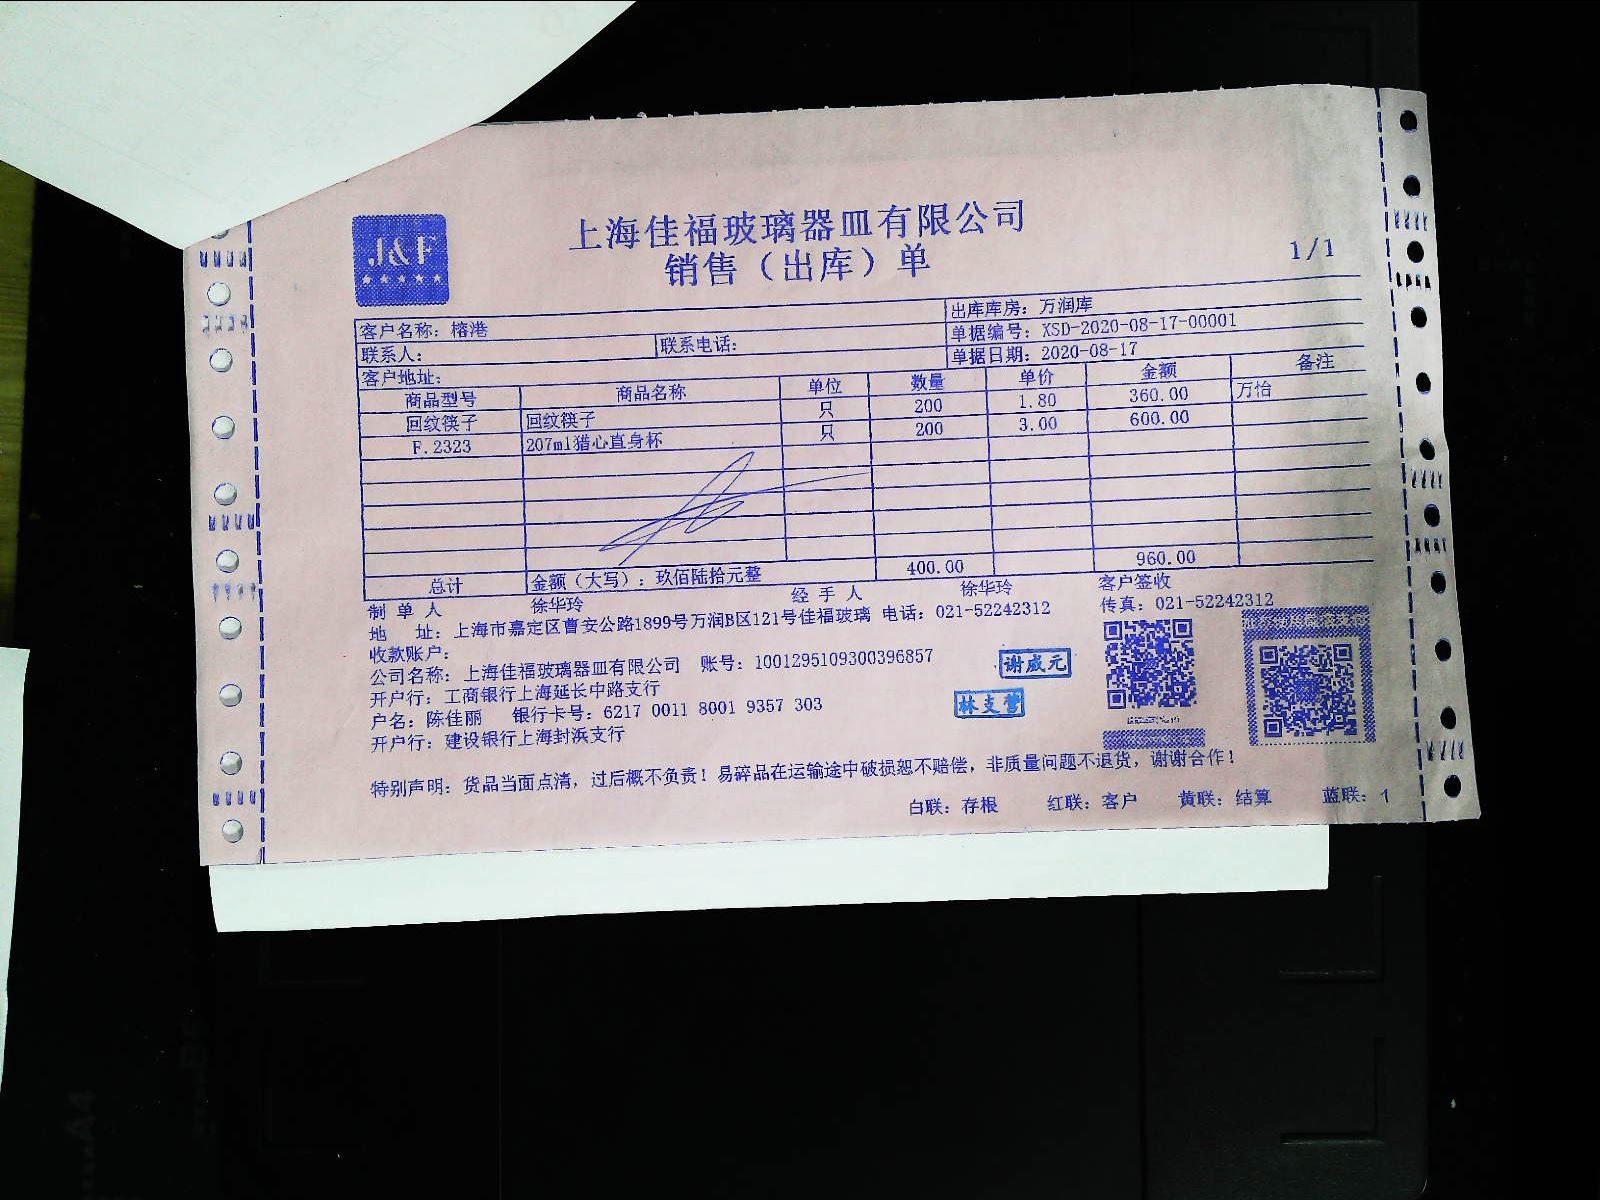 上海佳福玻璃器皿有限公司
销售（出库）单
1/1
客户名称：榕港
出库库房：万润库
联系人：
联系电话：
单据编号：XSD-2020-08-17-00001
客户地址：
单据日期：2020-08-17
商品型号 商品名称 单位 数量 单价 金额 备注
回纹筷子 回纹筷子 只 200 1.80 360.00 万怡
F.2323 207ml猎心直身杯 只 200 3.00 600.00
总计 金额（大写）：玖佰陆拾元整 400.00 960.00
制单人 徐华玲 经手人 徐华玲 客户签收
地 址：上海市嘉定区曹安公路1899号万润B区121号佳福玻璃 电话：021-52242312 传真：021-52242312
收款账户：
公司名称：上海佳福玻璃器皿有限公司 账号：1001295109300396857
谢威元
开户行：工商银行上海延长中路支行
户名：陈佳丽 银行卡号：6217 0011 8001 9357 303
林支营
开户行：建设银行上海封浜支行
特别声明：货品当面点清，过后概不负责！易碎品在运输途中破损恕不赔偿，非质量问题不退货，谢谢合作！
白联：存根 红联：客户 黄联：结算 蓝联：1
A4